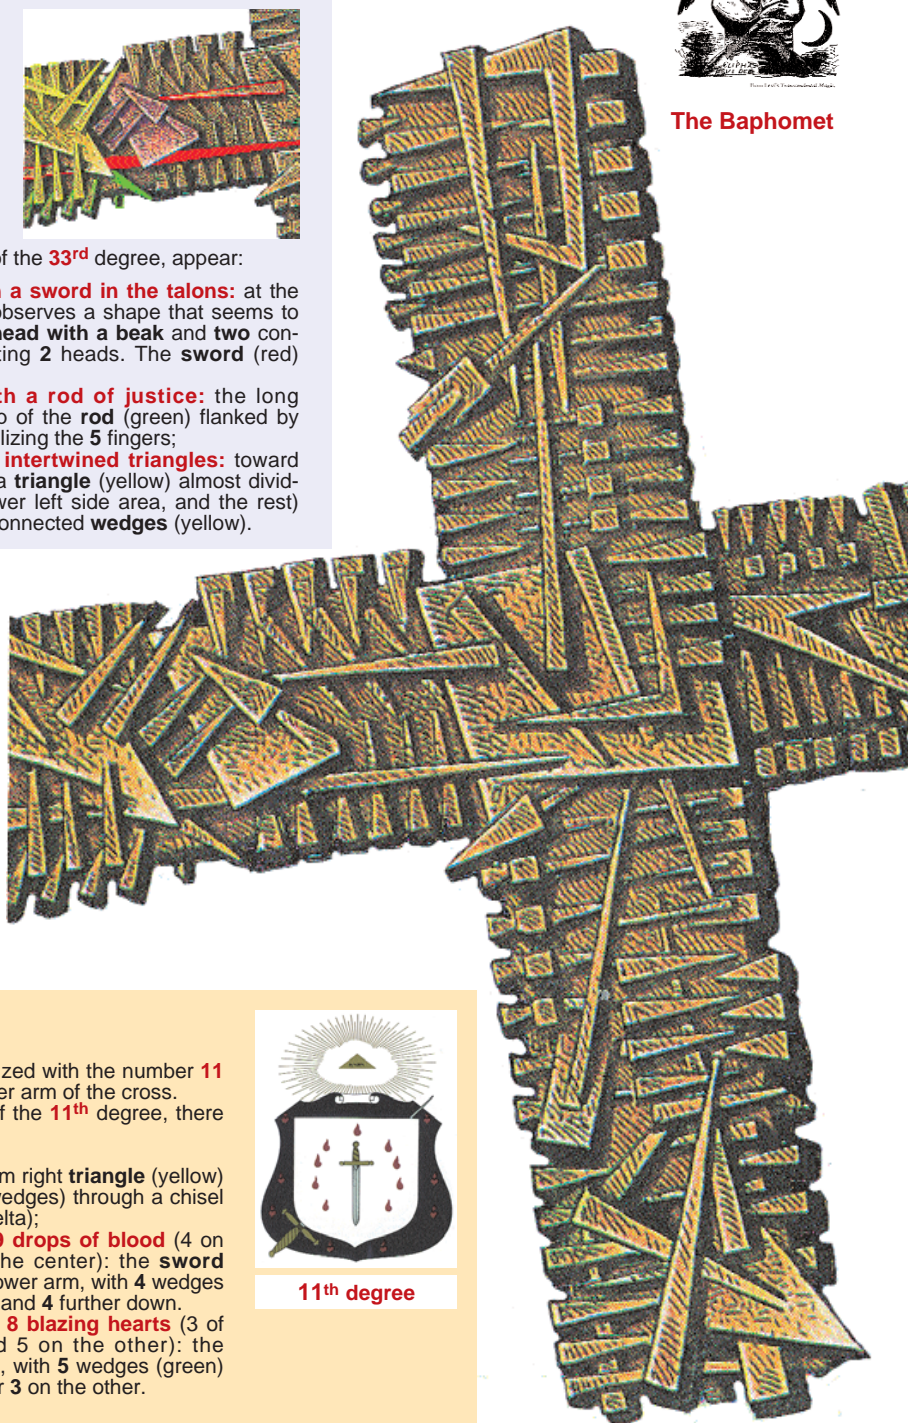 ELIPHAS
The Baphomet
of the 33rd degree, appear:
a sword in the talons: at the
observes a shape that seems to
head with a beak and two con-
ting 2 heads. The sword (red)
th a rod of justice: the long
of the rod (green) flanked by
lizing the 5 fingers;
intertwined triangles: toward
a triangle (yellow) almost divid-
wer left side area, and the rest)
onnected wedges (yellow).
zed with the number 11
er arm of the cross.
f the 11th degree, there
m right triangle (yellow)
wedges) through a chisel
elta);
9 drops of blood (4 on
he center): the sword
ower arm, with 4 wedges
and 4 further down.
8 blazing hearts (3 of
d 5 on the other): the
, with 5 wedges (green)
r 3 on the other.
11th degree